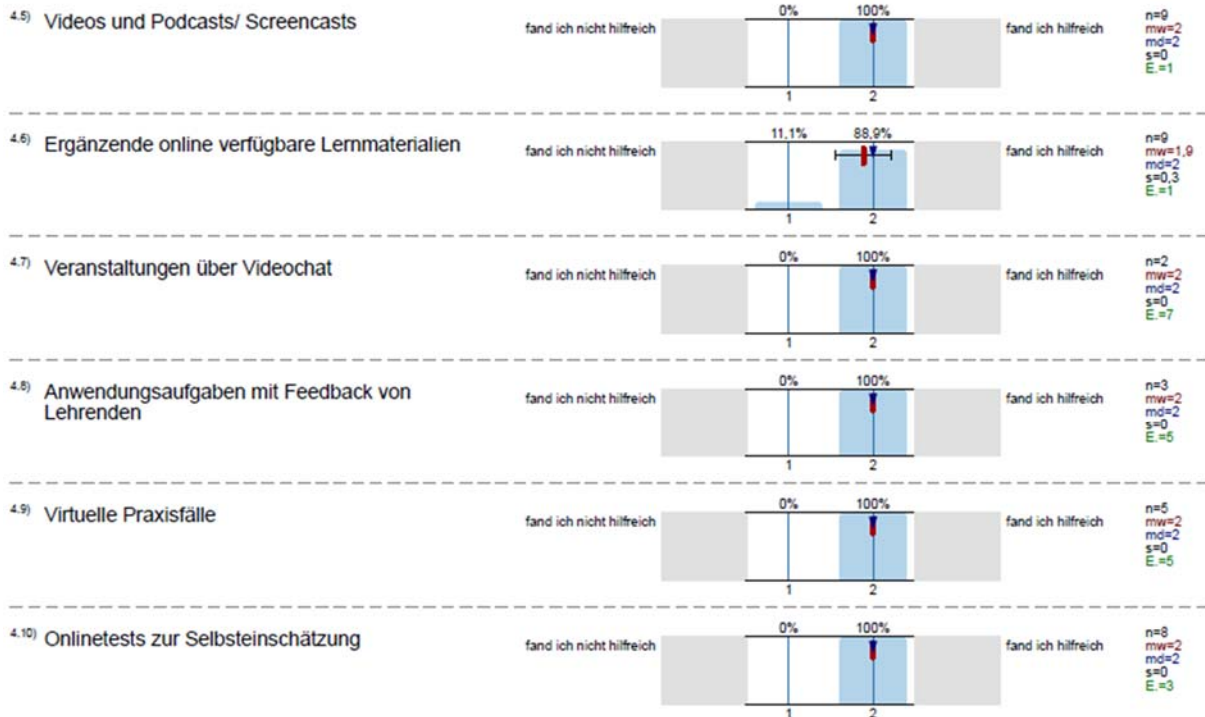 4.5) Videos und Podcasts/ Screencasts
fand ich nicht hilfreich
0% 100%
1 2
fand ich hilfreich
n=9
mw=2
md=2
s=0
E.=1
4.6) Ergänzende online verfügbare Lernmaterialien
fand ich nicht hilfreich
11,1% 88,9%
1 2
fand ich hilfreich
n=9
mw=1,9
md=2
s=0,3
E.=1
4.7) Veranstaltungen über Videochat
fand ich nicht hilfreich
0% 100%
1 2
fand ich hilfreich
n=2
mw=2
md=2
s=0
E.=7
4.8) Anwendungsaufgaben mit Feedback von
Lehrenden
fand ich nicht hilfreich
0% 100%
1 2
fand ich hilfreich
n=3
mw=2
md=2
s=0
E.=5
4.9) Virtuelle Praxisfälle
fand ich nicht hilfreich
0% 100%
1 2
fand ich hilfreich
n=5
mw=2
md=2
s=0
E.=5
4.10) Onlinetests zur Selbsteinschätzung
fand ich nicht hilfreich
0% 100%
1 2
fand ich hilfreich
n=8
mw=2
md=2
s=0
E.=3